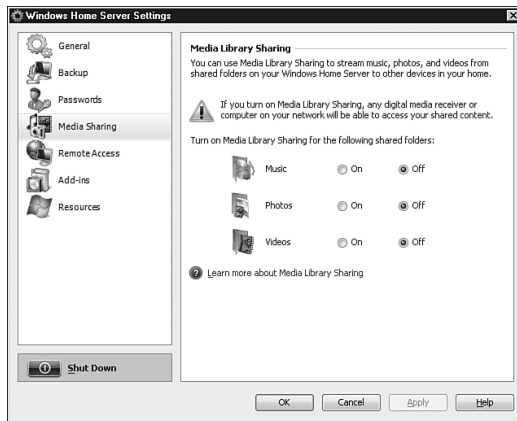 Windows Home Server Settings
General
Backup
Passwords
Media Sharing
Remote Access
Add-ins
Resources
Shut Down
Media Library Sharing
You can use Media Library Sharing to stream music, photos, and videos from
shared folders on your Windows Home Server to other devices in your home.
If you turn on Media Library Sharing, any digital media receiver or
computer on your network will be able to access your shared content.
Turn on Media Library Sharing for the following shared folders:
Music On Off
Photos On Off
Videos On Off
Learn more about Media Library Sharing
OK Cancel Apply Help